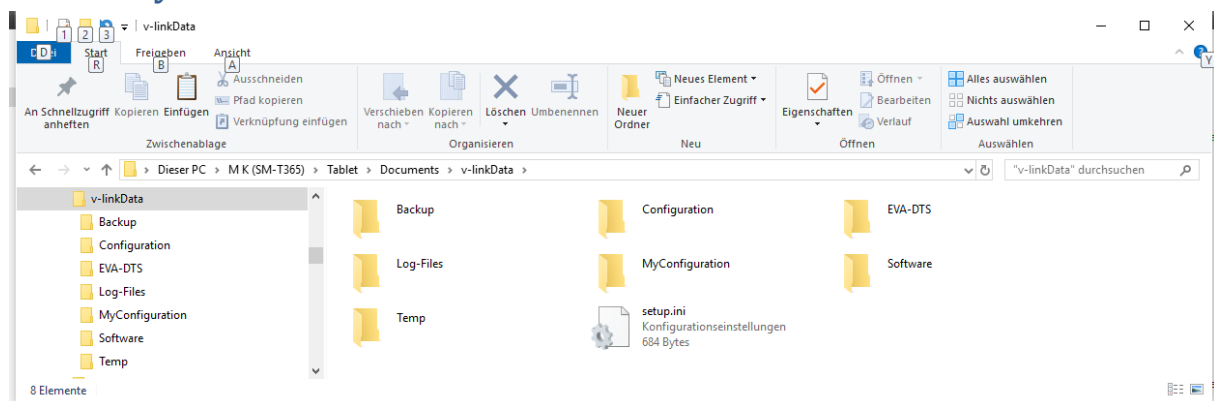 1 2 3 v-linkData
D Start Freigeben Ansicht
R B A Y
Ausschneiden Neues Element Öffnen Alles auswählen
Pfad kopieren Einfacher Zugriff Bearbeiten Nichts auswählen
An Schnellzugriff anheften Kopieren Einfügen Verknüpfung einfügen Verschieben nach Kopieren nach Löschen Umbenennen Neuer Ordner Eigenschaften Verlauf Auswahl umkehren
Zwischenablage Organisieren Neu Öffnen Auswählen
Dieser PC > M K (SM-T365) > Tablet > Documents > v-linkData > "v-linkData" durchsuchen
v-linkData
Backup
Configuration
EVA-DTS
Log-Files
MyConfiguration
Software
Temp
Backup Configuration EVA-DTS
Log-Files MyConfiguration Software
Temp setup.ini
Konfigurationseinstellungen
684 Bytes
8 Elemente